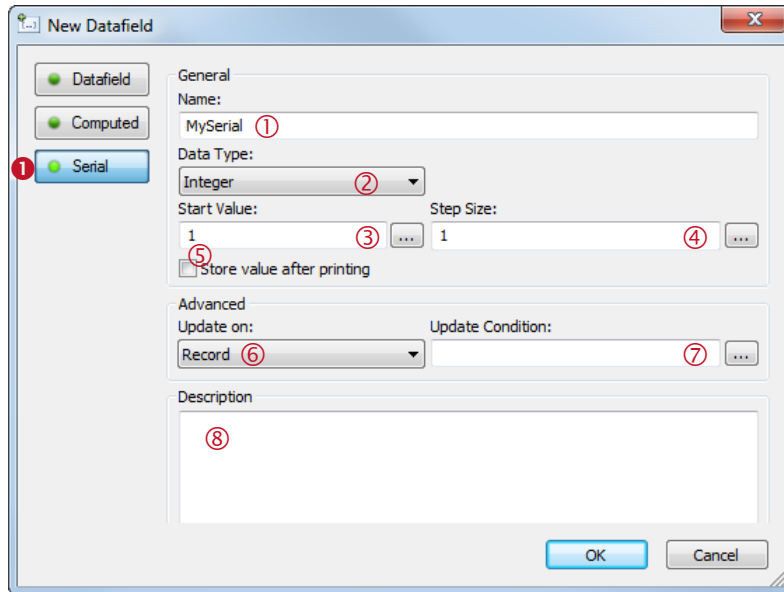 New Datafield
Datafield
Computed
❶ Serial
General
Name:
MySerial ①
Data Type:
Integer ②
Start Value: Step Size:
1 ③ ... 1 ④ ...
⑤
Store value after printing
Advanced
Update on: Update Condition:
Record ⑥ ⑦ ...
Description
⑧
OK Cancel